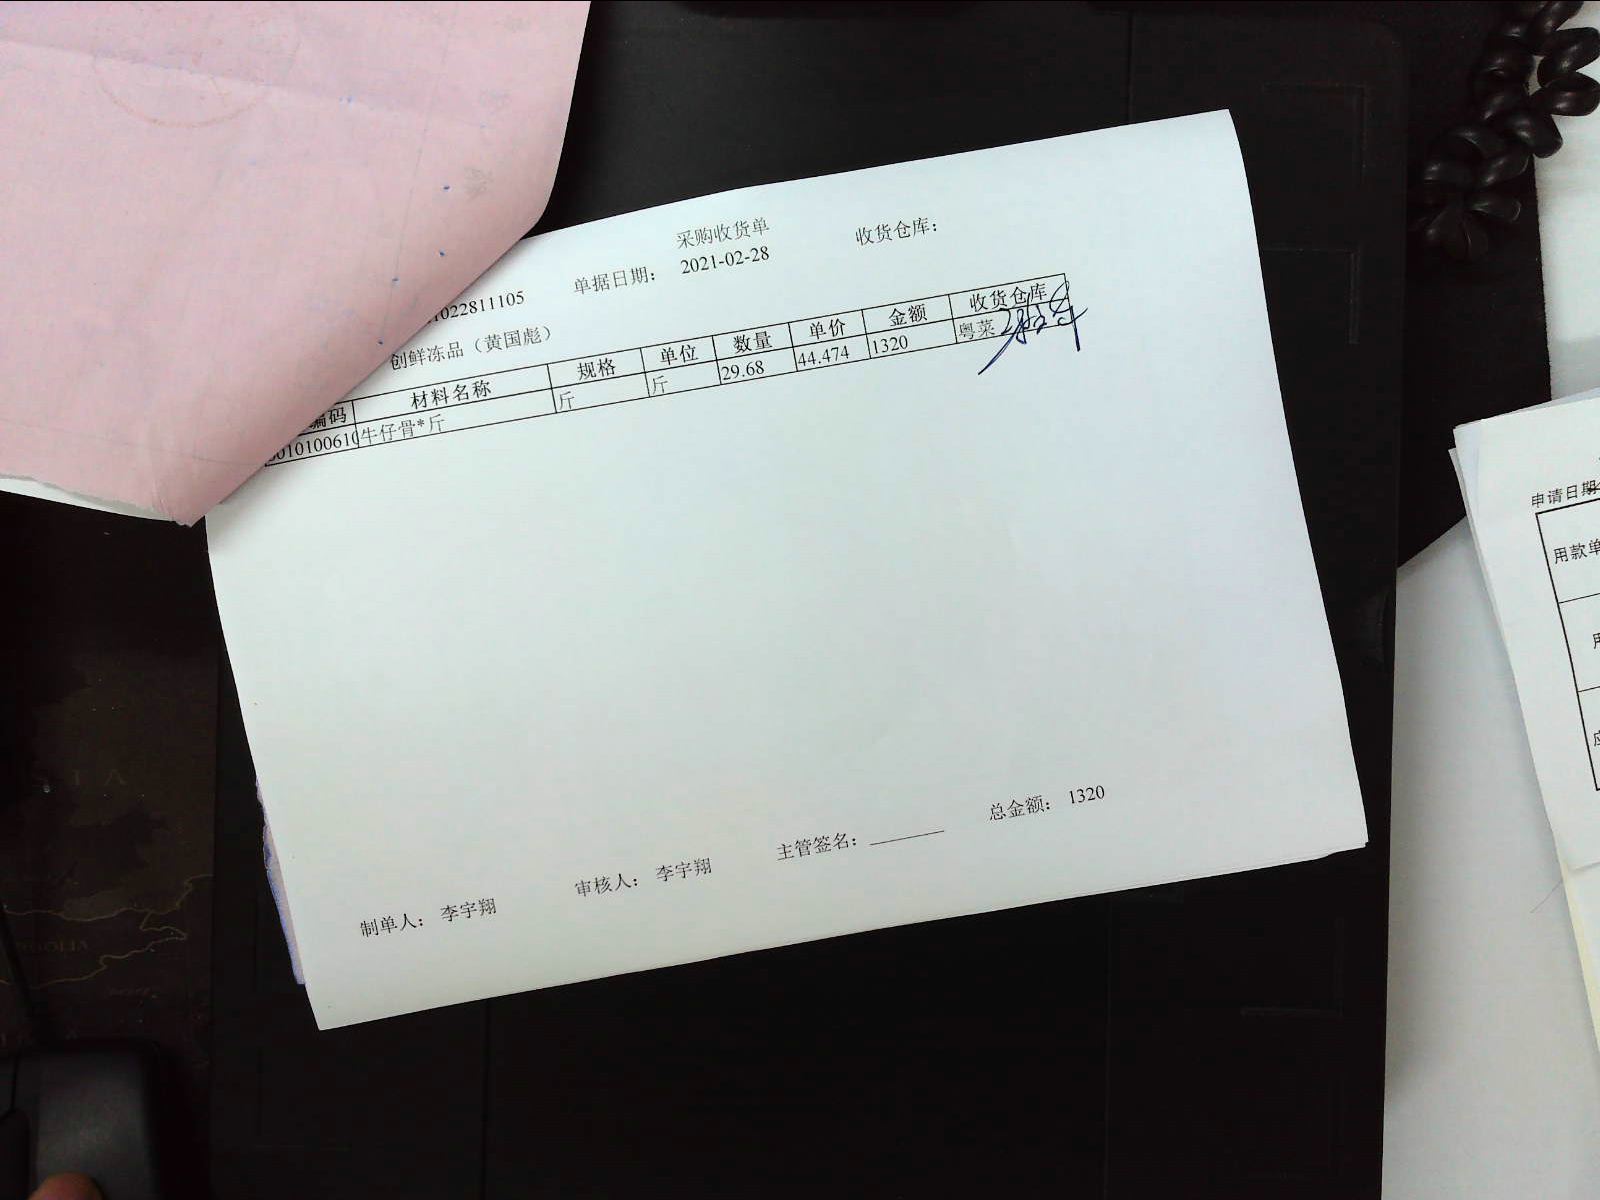 采购收货单
收货仓库：
单据日期： 2021-02-28
1022811105
创鲜冻品（黄国彪）
编码 材料名称 规格 单位 数量 单价 金额 收货仓库
010100610 牛仔骨*斤 斤 斤 29.68 44.474 1320 粤菜
制单人： 李宇翔 审核人： 李宇翔 主管签名： 总金额： 1320
申请日期
用款单